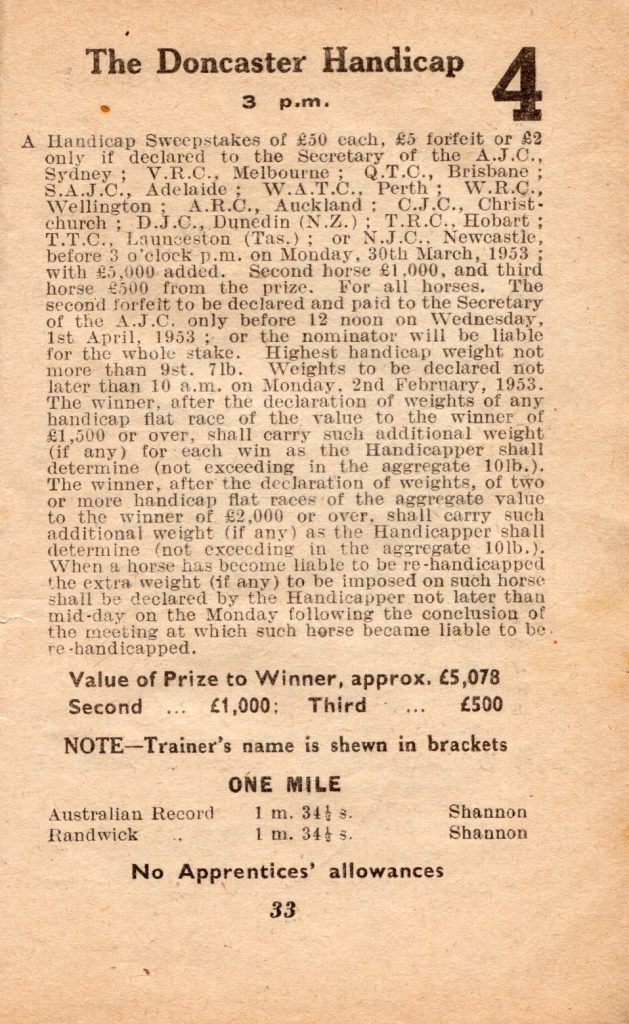 The Doncaster Handicap 4
3 p.m.
A Handicap Sweepstakes of £50 each, £5 forfeit or £2
only if declared to the Secretary of the A.J.C.,
Sydney ; V.R.C., Melbourne ; Q.T.C., Brisbane ;
S.A.J.C., Adelaide ; W.A.T.C., Perth ; W.R.C.,
Wellington ; A.R.C., Auckland ; C.J.C., Christ-
church ; D.J.C., Dunedin (N.Z.) ; T.R.C., Hobart ;
T.T.C., Launceston (Tas.) ; or N.J.C., Newcastle,
before 3 o'clock p.m. on Monday, 30th March, 1953 ;
with £5,000 added. Second horse £1,000, and third
horse £500 from the prize. For all horses. The
second forfeit to be declared and paid to the Secretary
of the A.J.C. only before 12 noon on Wednesday,
1st April, 1953 ; or the nominator will be liable
for the whole stake. Highest handicap weight not
more than 9st. 7lb. Weights to be declared not
later than 10 a.m. on Monday, 2nd February, 1953.
The winner, after the declaration of weights of any
handicap flat race of the value to the winner of
£1,500 or over, shall carry such additional weight
(if any) for each win as the Handicapper shall
determine (not exceeding in the aggregate 10lb.).
The winner, after the declaration of weights, of two
or more handicap flat races of the aggregate value
to the winner of £2,000 or over, shall carry such
additional weight (if any) as the Handicapper shall
determine (not exceeding in the aggregate 10lb.).
When a horse has become liable to be re-handicapped
the extra weight (if any) to be imposed on such horse
shall be declared by the Handicapper not later than
mid-day on the Monday following the conclusion of
the meeting at which such horse became liable to be
re-handicapped.
Value of Prize to Winner, approx. £5,078
Second ... £1,000; Third ... £500
NOTE—Trainer's name is shewn in brackets
ONE MILE
Australian Record 1 m. 34½ s. Shannon
Randwick .. 1 m. 34½ s. Shannon
No Apprentices' allowances
33